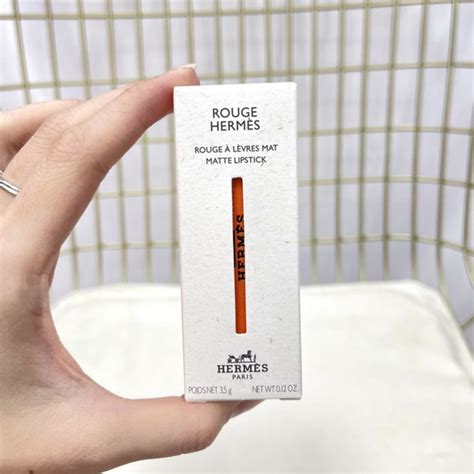 ROUGE
HERMÈS
ROUGE À LÈVRES MAT
MATTE LIPSTICK
HERMÈS
HERMÈS
PARIS
POIDS NET 3,5 g NET WT. 0.12 OZ.